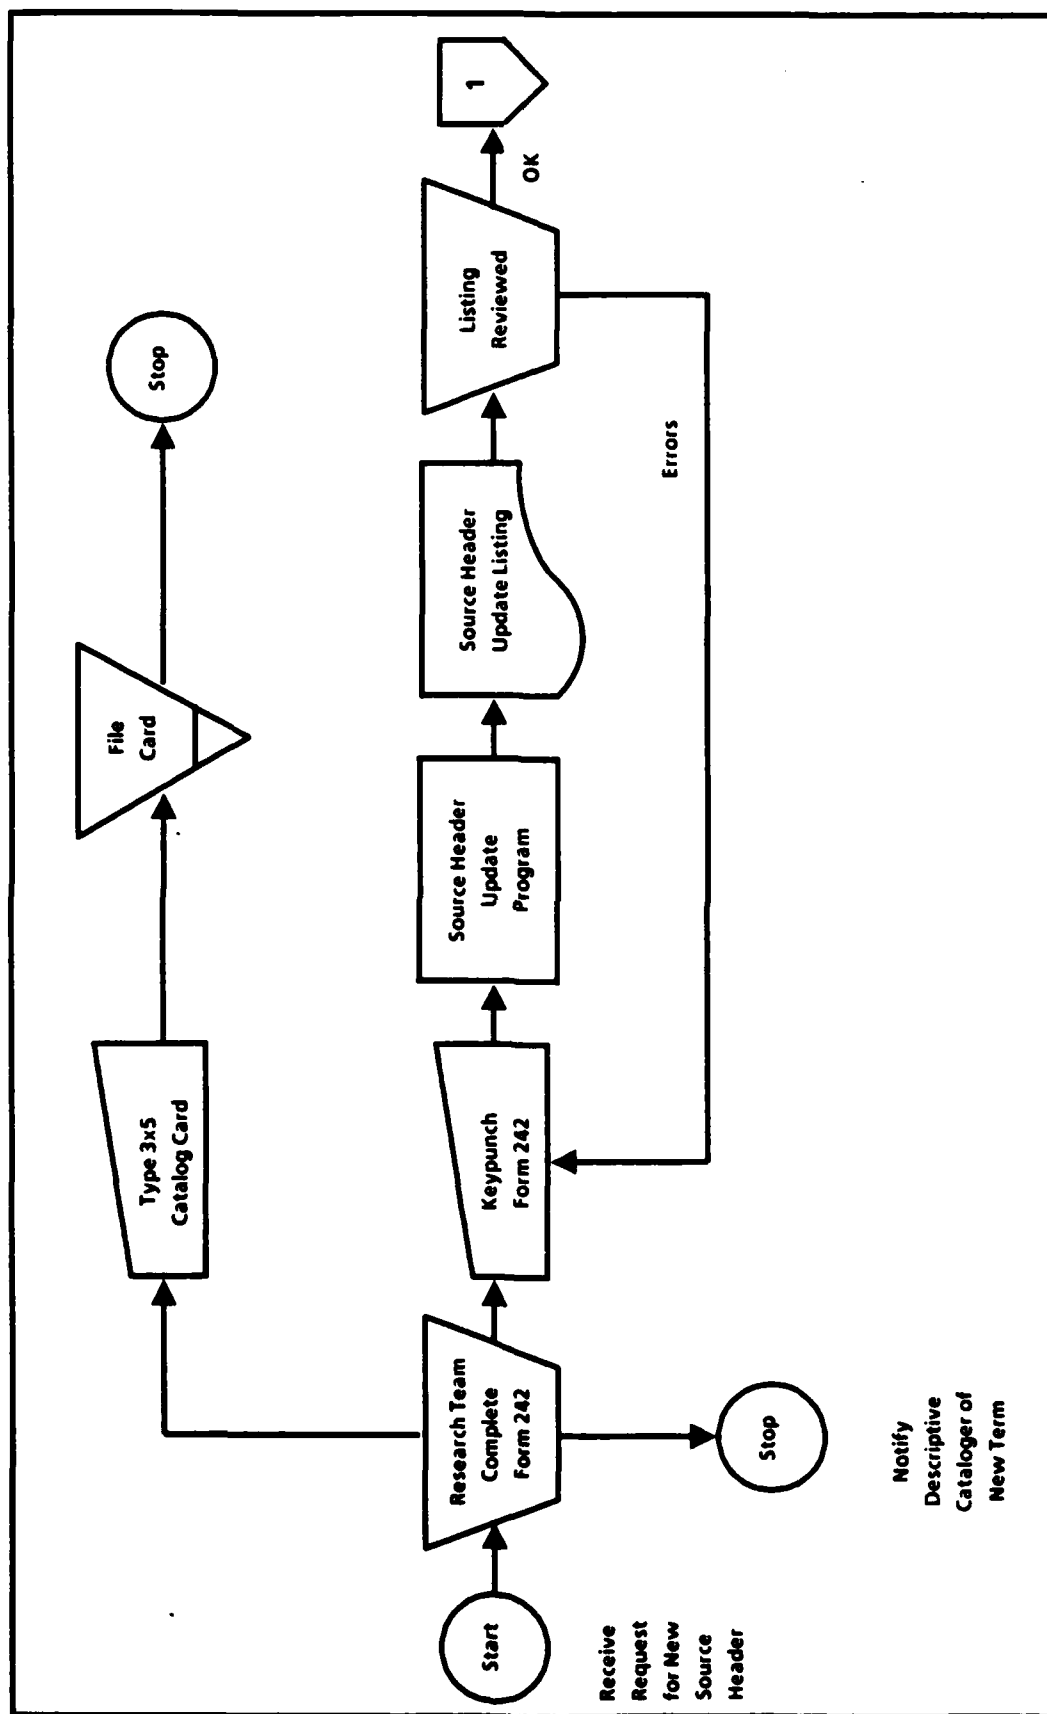 Type 3x5
Catalog Card
File
Card
Stop
Start
Receive
Request
for New
Source
Header
Research Team
Complete
Form 242
Keypunch
Form 242
Source Header
Update
Program
Source Header
Update Listing
Listing
Reviewed
OK
1
Errors
Stop
Notify
Descriptive
Cataloger of
New Term